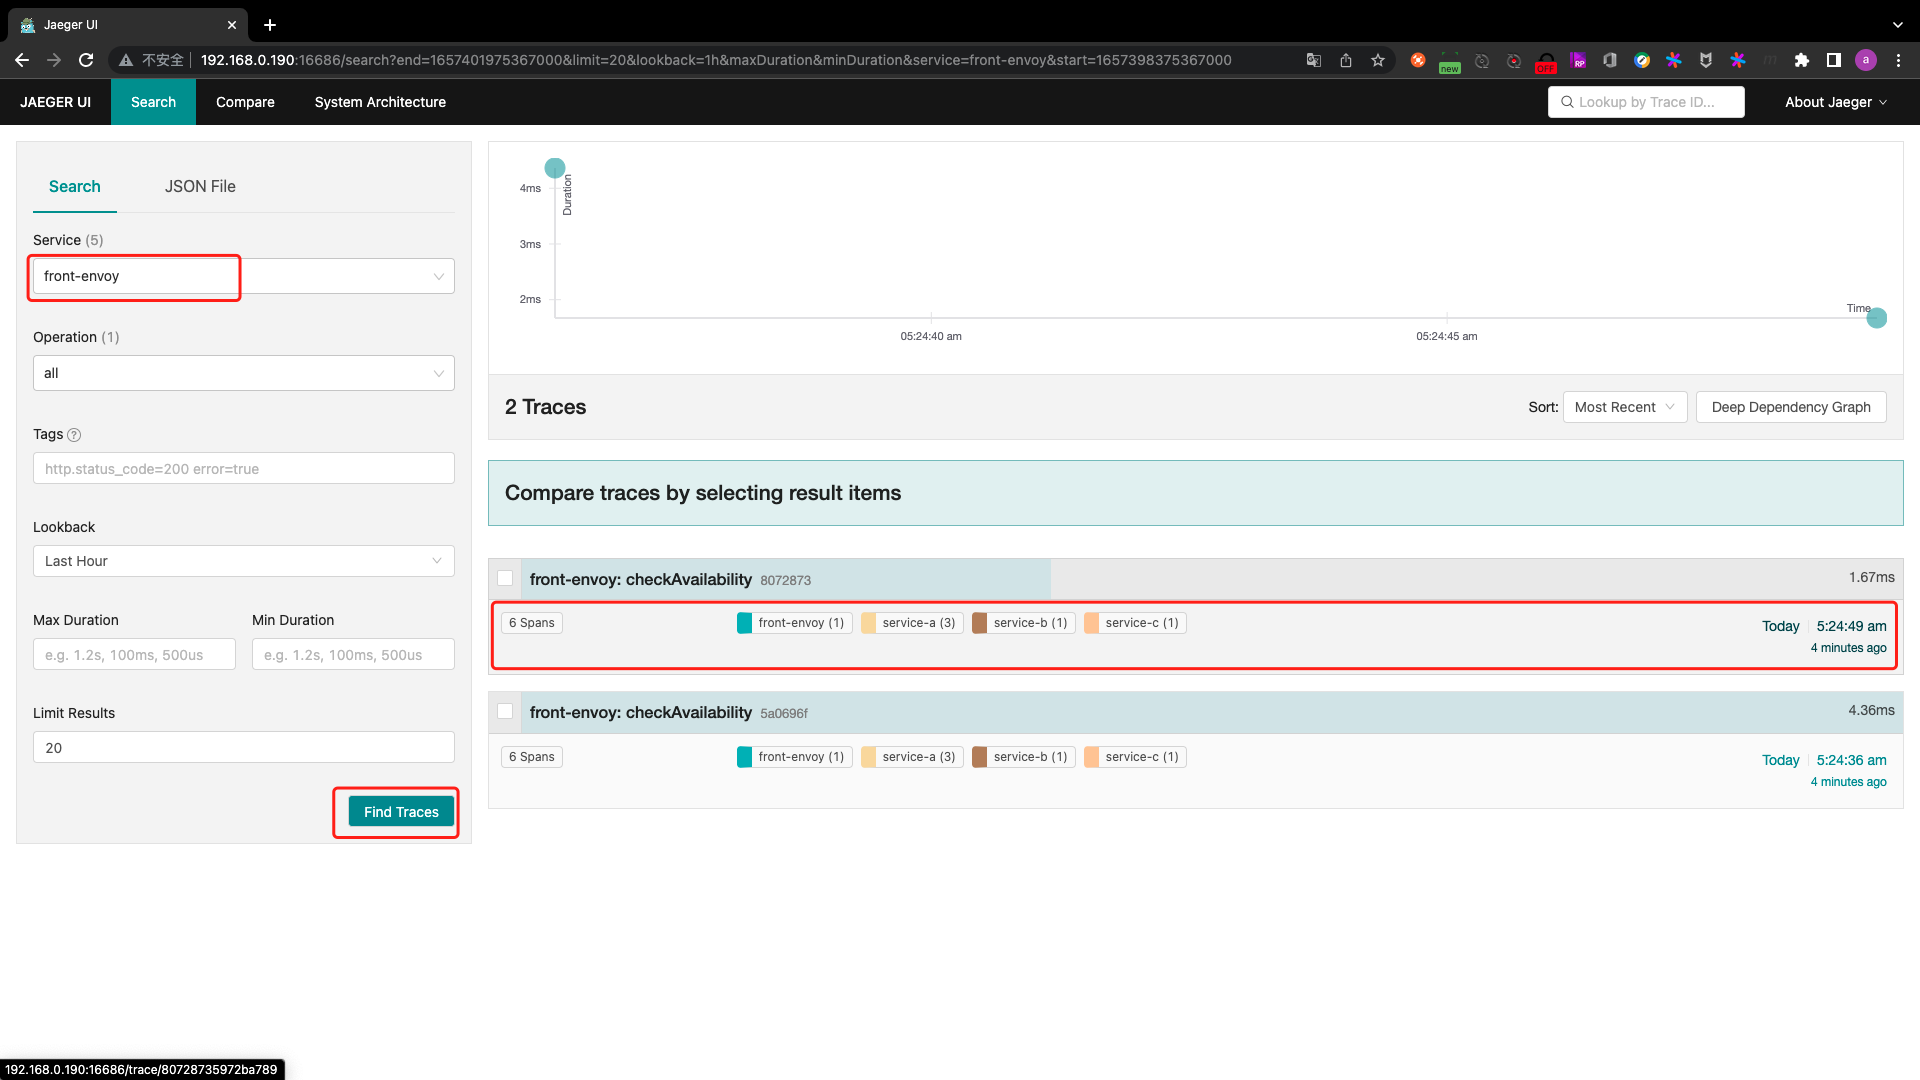 Jaeger UI
不安全
192.168.0.190:16686/search?end=1657401975367000&limit=20&lookback=1h&maxDuration&minDuration&service=front-envoy&start=1657398375367000
new
OFF
RP
a
JAEGER UI
Search
Compare
System Architecture
Lookup by Trace ID...
About Jaeger
Search
JSON File
Service (5)
front-envoy
Operation (1)
all
Tags
http.status_code=200 error=true
Lookback
Last Hour
Max Duration
Min Duration
e.g. 1.2s, 100ms, 500us
e.g. 1.2s, 100ms, 500us
Limit Results
20
Find Traces
4ms
3ms
2ms
Duration
Time
05:24:40 am
05:24:45 am
2 Traces
Sort:
Most Recent
Deep Dependency Graph
Compare traces by selecting result items
front-envoy: checkAvailability 8072873
1.67ms
6 Spans
front-envoy (1)
service-a (3)
service-b (1)
service-c (1)
Today
5:24:49 am
4 minutes ago
front-envoy: checkAvailability 5a0696f
4.36ms
6 Spans
front-envoy (1)
service-a (3)
service-b (1)
service-c (1)
Today
5:24:36 am
4 minutes ago
192.168.0.190:16686/trace/80728735972ba789